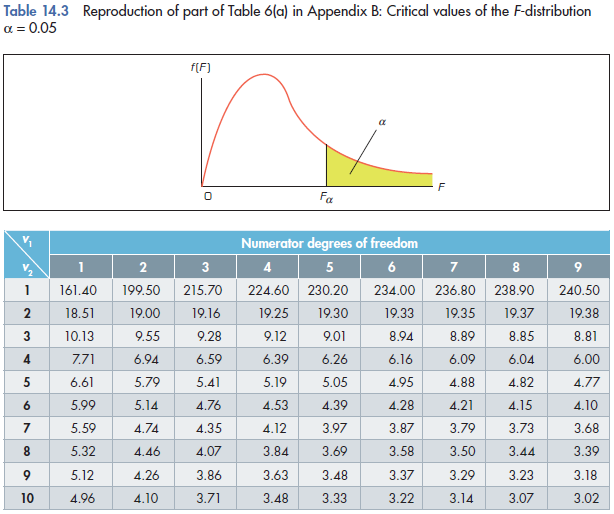 Table 14.3 Reproduction of part of Table 6(a) in Appendix B: Critical values of the F-distribution
α = 0.05
f(F)
α
0
Fα
F
ν1 Numerator degrees of freedom
ν2 1 2 3 4 5 6 7 8 9
1 161.40 199.50 215.70 224.60 230.20 234.00 236.80 238.90 240.50
2 18.51 19.00 19.16 19.25 19.30 19.33 19.35 19.37 19.38
3 10.13 9.55 9.28 9.12 9.01 8.94 8.89 8.85 8.81
4 7.71 6.94 6.59 6.39 6.26 6.16 6.09 6.04 6.00
5 6.61 5.79 5.41 5.19 5.05 4.95 4.88 4.82 4.77
6 5.99 5.14 4.76 4.53 4.39 4.28 4.21 4.15 4.10
7 5.59 4.74 4.35 4.12 3.97 3.87 3.79 3.73 3.68
8 5.32 4.46 4.07 3.84 3.69 3.58 3.50 3.44 3.39
9 5.12 4.26 3.86 3.63 3.48 3.37 3.29 3.23 3.18
10 4.96 4.10 3.71 3.48 3.33 3.22 3.14 3.07 3.02